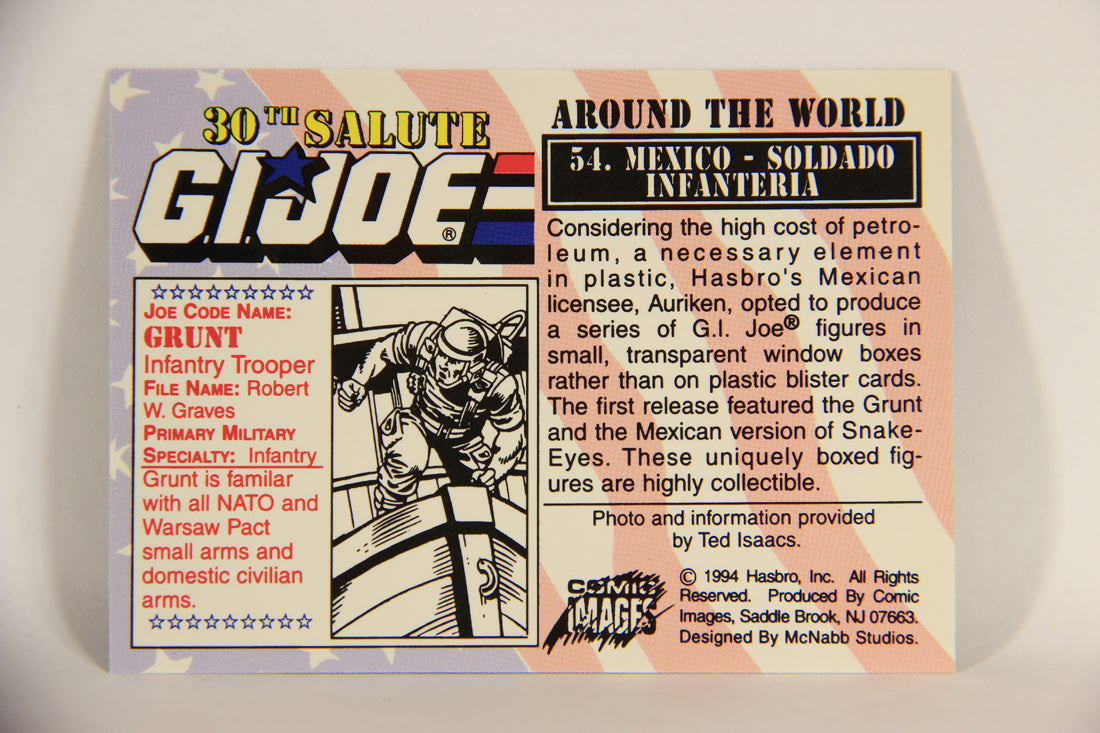 30TH SALUTE
G.I. JOE®
JOE CODE NAME:
GRUNT
Infantry Trooper
FILE NAME: Robert
W. Graves
PRIMARY MILITARY
SPECIALTY: Infantry
Grunt is familar
with all NATO and
Warsaw Pact
small arms and
domestic civilian
arms.
AROUND THE WORLD
54. MEXICO - SOLDADO
INFANTERIA
Considering the high cost of petro-
leum, a necessary element
in plastic, Hasbro's Mexican
licensee, Auriken, opted to produce
a series of G.I. Joe® figures in
small, transparent window boxes
rather than on plastic blister cards.
The first release featured the Grunt
and the Mexican version of Snake-
Eyes. These uniquely boxed fig-
ures are highly collectible.
Photo and information provided
by Ted Isaacs.
COMIC
IMAGES
© 1994 Hasbro, Inc. All Rights
Reserved. Produced By Comic
Images, Saddle Brook, NJ 07663.
Designed By McNabb Studios.